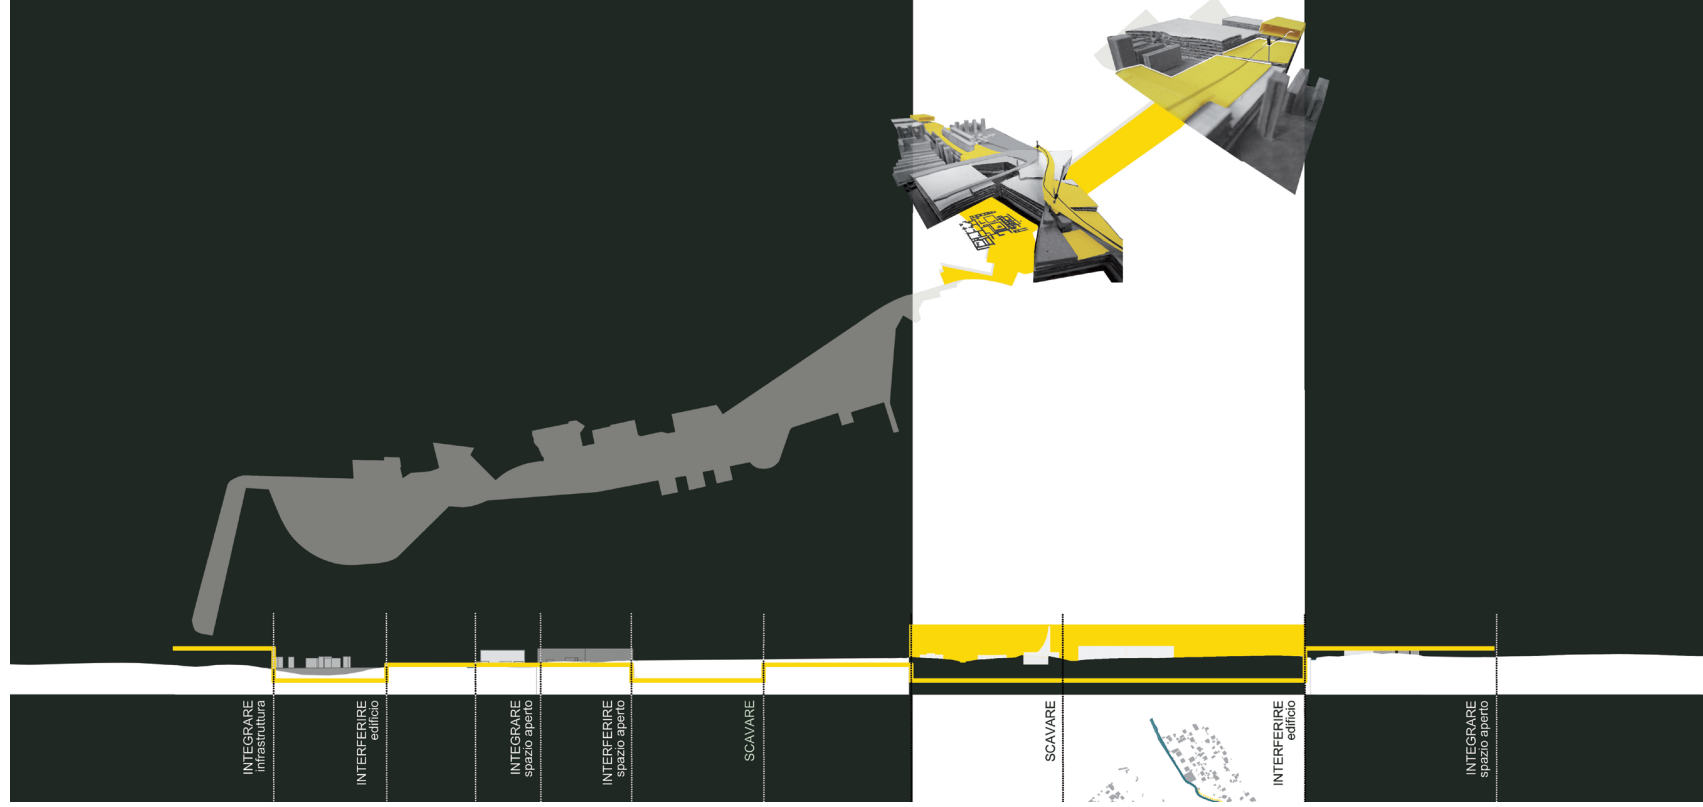 INTEGRARE
infrastruttura
INTERFERIRE
edificio
INTEGRARE
spazio aperto
INTERFERIRE
spazio aperto
SCAVARE
SCAVARE
INTERFERIRE
edificio
INTEGRARE
spazio aperto